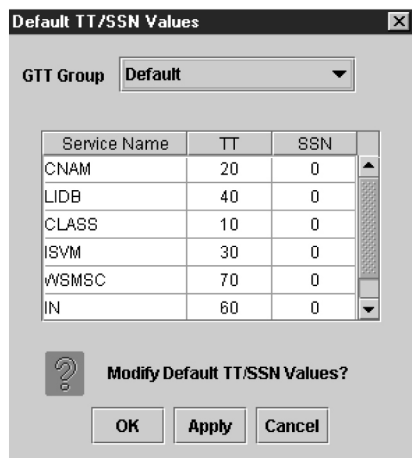 Default TT/SSN Values
GTT Group Default
Service Name TT SSN
CNAM 20 0
LIDB 40 0
CLASS 10 0
ISVM 30 0
WSMSC 70 0
IN 60 0
Modify Default TT/SSN Values?
OK Apply Cancel